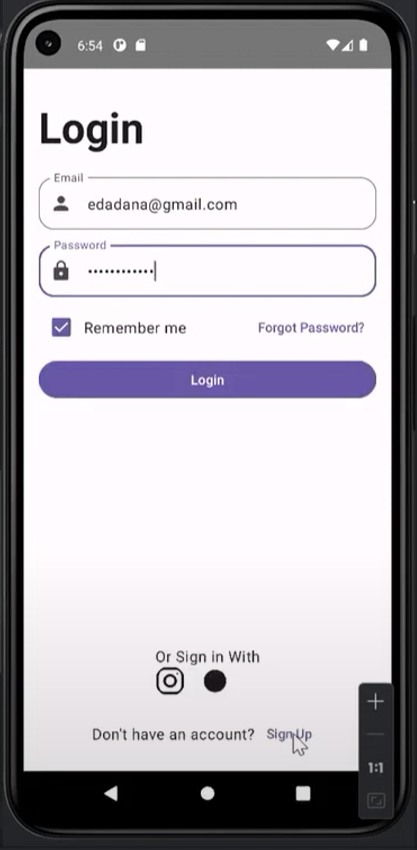 6:54
Login
Email
edadana@gmail.com
Password
••••••••••••
Remember me Forgot Password?
Login
Or Sign in With
Don't have an account? Sign Up
1:1